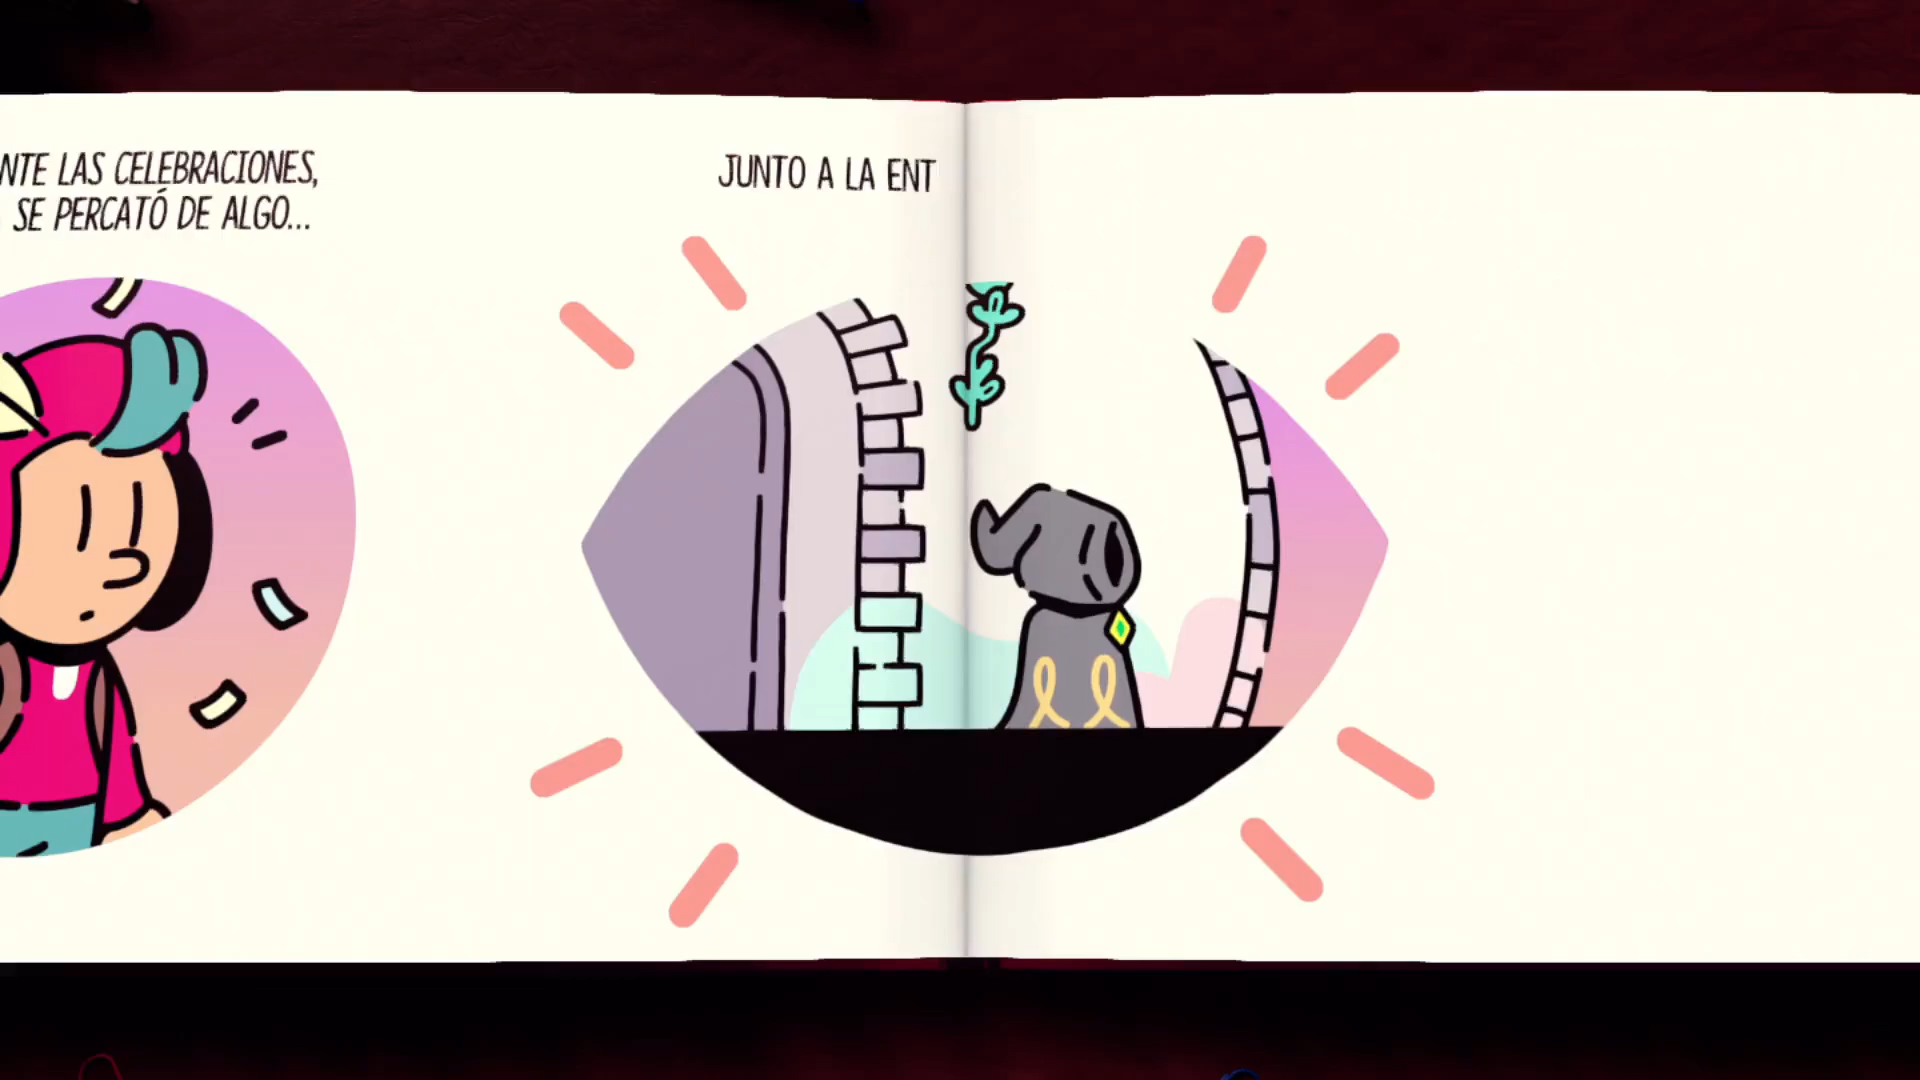 NTE LAS CELEBRACIONES,
SE PERCATÓ DE ALGO...
JUNTO A LA ENT